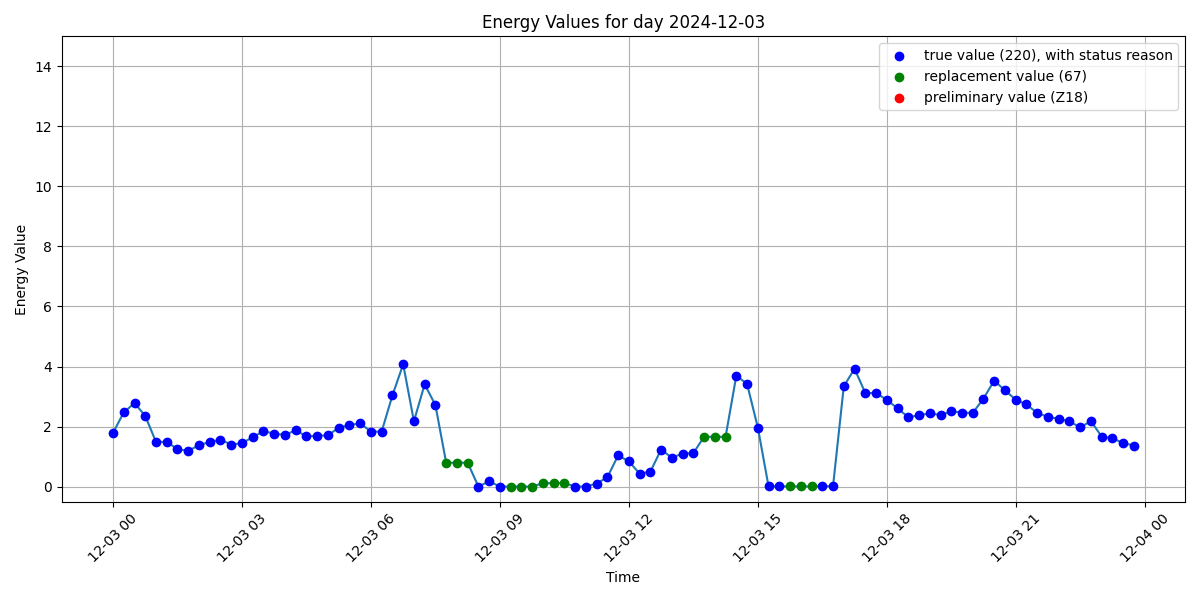 Energy Values for day 2024-12-03
true value (220), with status reason
replacement value (67)
preliminary value (Z18)
14
12
10
8
6
4
2
0
Energy Value
12-03 00
12-03 03
12-03 06
12-03 09
12-03 12
12-03 15
12-03 18
12-03 21
12-04 00
Time